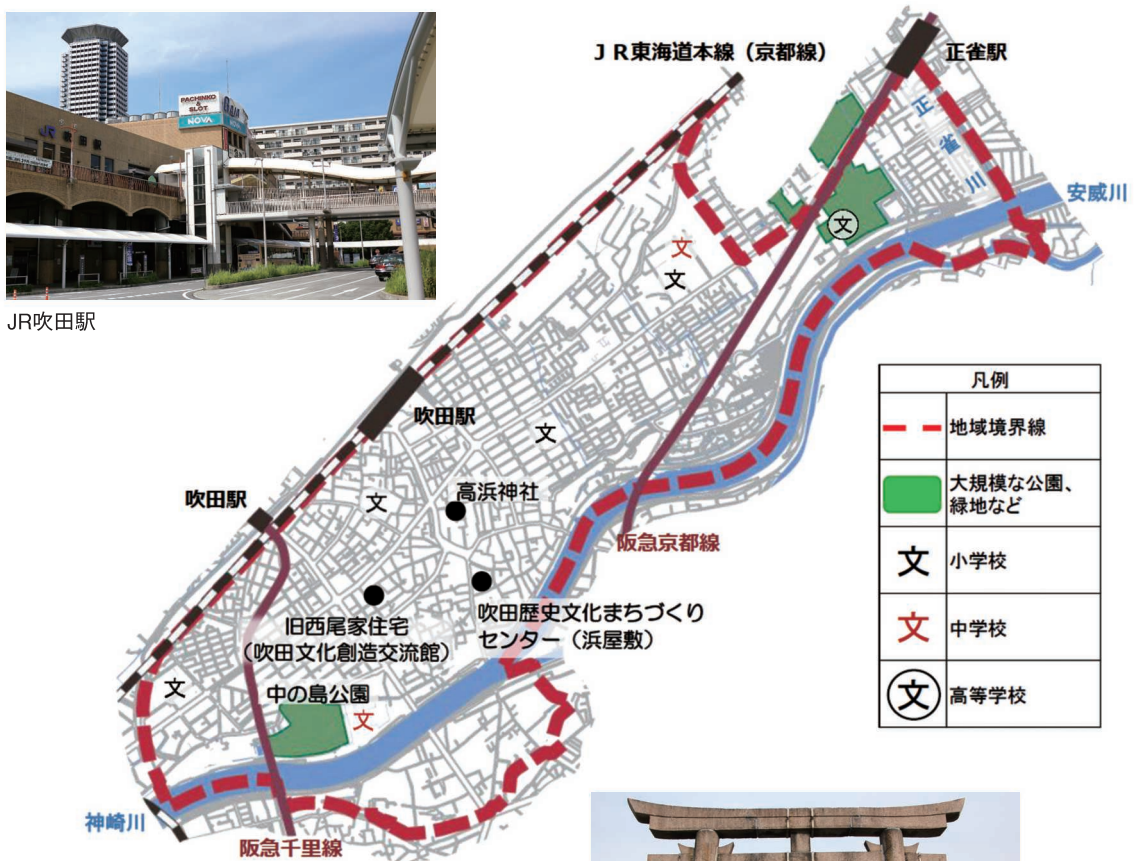 JR東海道本線（京都線）
正雀駅
PACHINKO
&
SLOT
NOVA
JR吹田駅
正雀川
安威川
文
文
文
JR吹田駅
凡例
地域境界線
大規模な公園、
緑地など
文
小学校
文
中学校
文
高等学校
吹田駅
文
吹田駅
文
高浜神社
阪急京都線
吹田歴史文化まちづくり
センター（浜屋敷）
旧西尾家住宅
（吹田文化創造交流館）
文
中の島公園
文
神崎川
阪急千里線